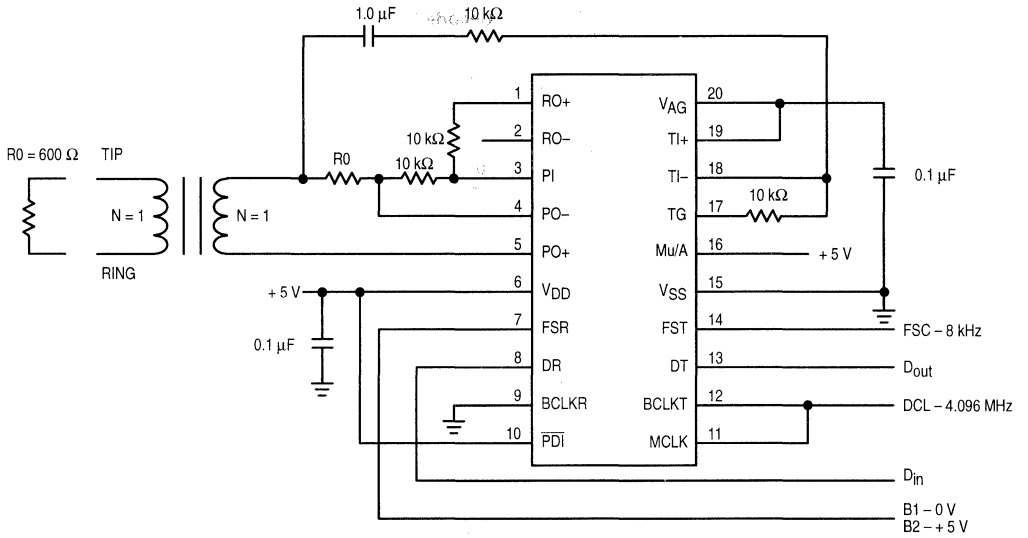 1.0 µF
10 kΩ
1 RO+ VAG 20
2 RO– TI+ 19
10 kΩ
R0 = 600 Ω TIP
R0
10 kΩ
3 PI TI– 18
0.1 µF
10 kΩ
N = 1 N = 1
4 PO– TG 17
5 PO+ Mu/A 16
+ 5 V
RING
+ 5 V
6 VDD VSS 15
7 FSR FST 14
FSC – 8 kHz
0.1 µF
8 DR DT 13
Dout
9 BCLKR BCLKT 12
DCL – 4.096 MHz
10 PDI MCLK 11
Din
B1 – 0 V
B2 – + 5 V